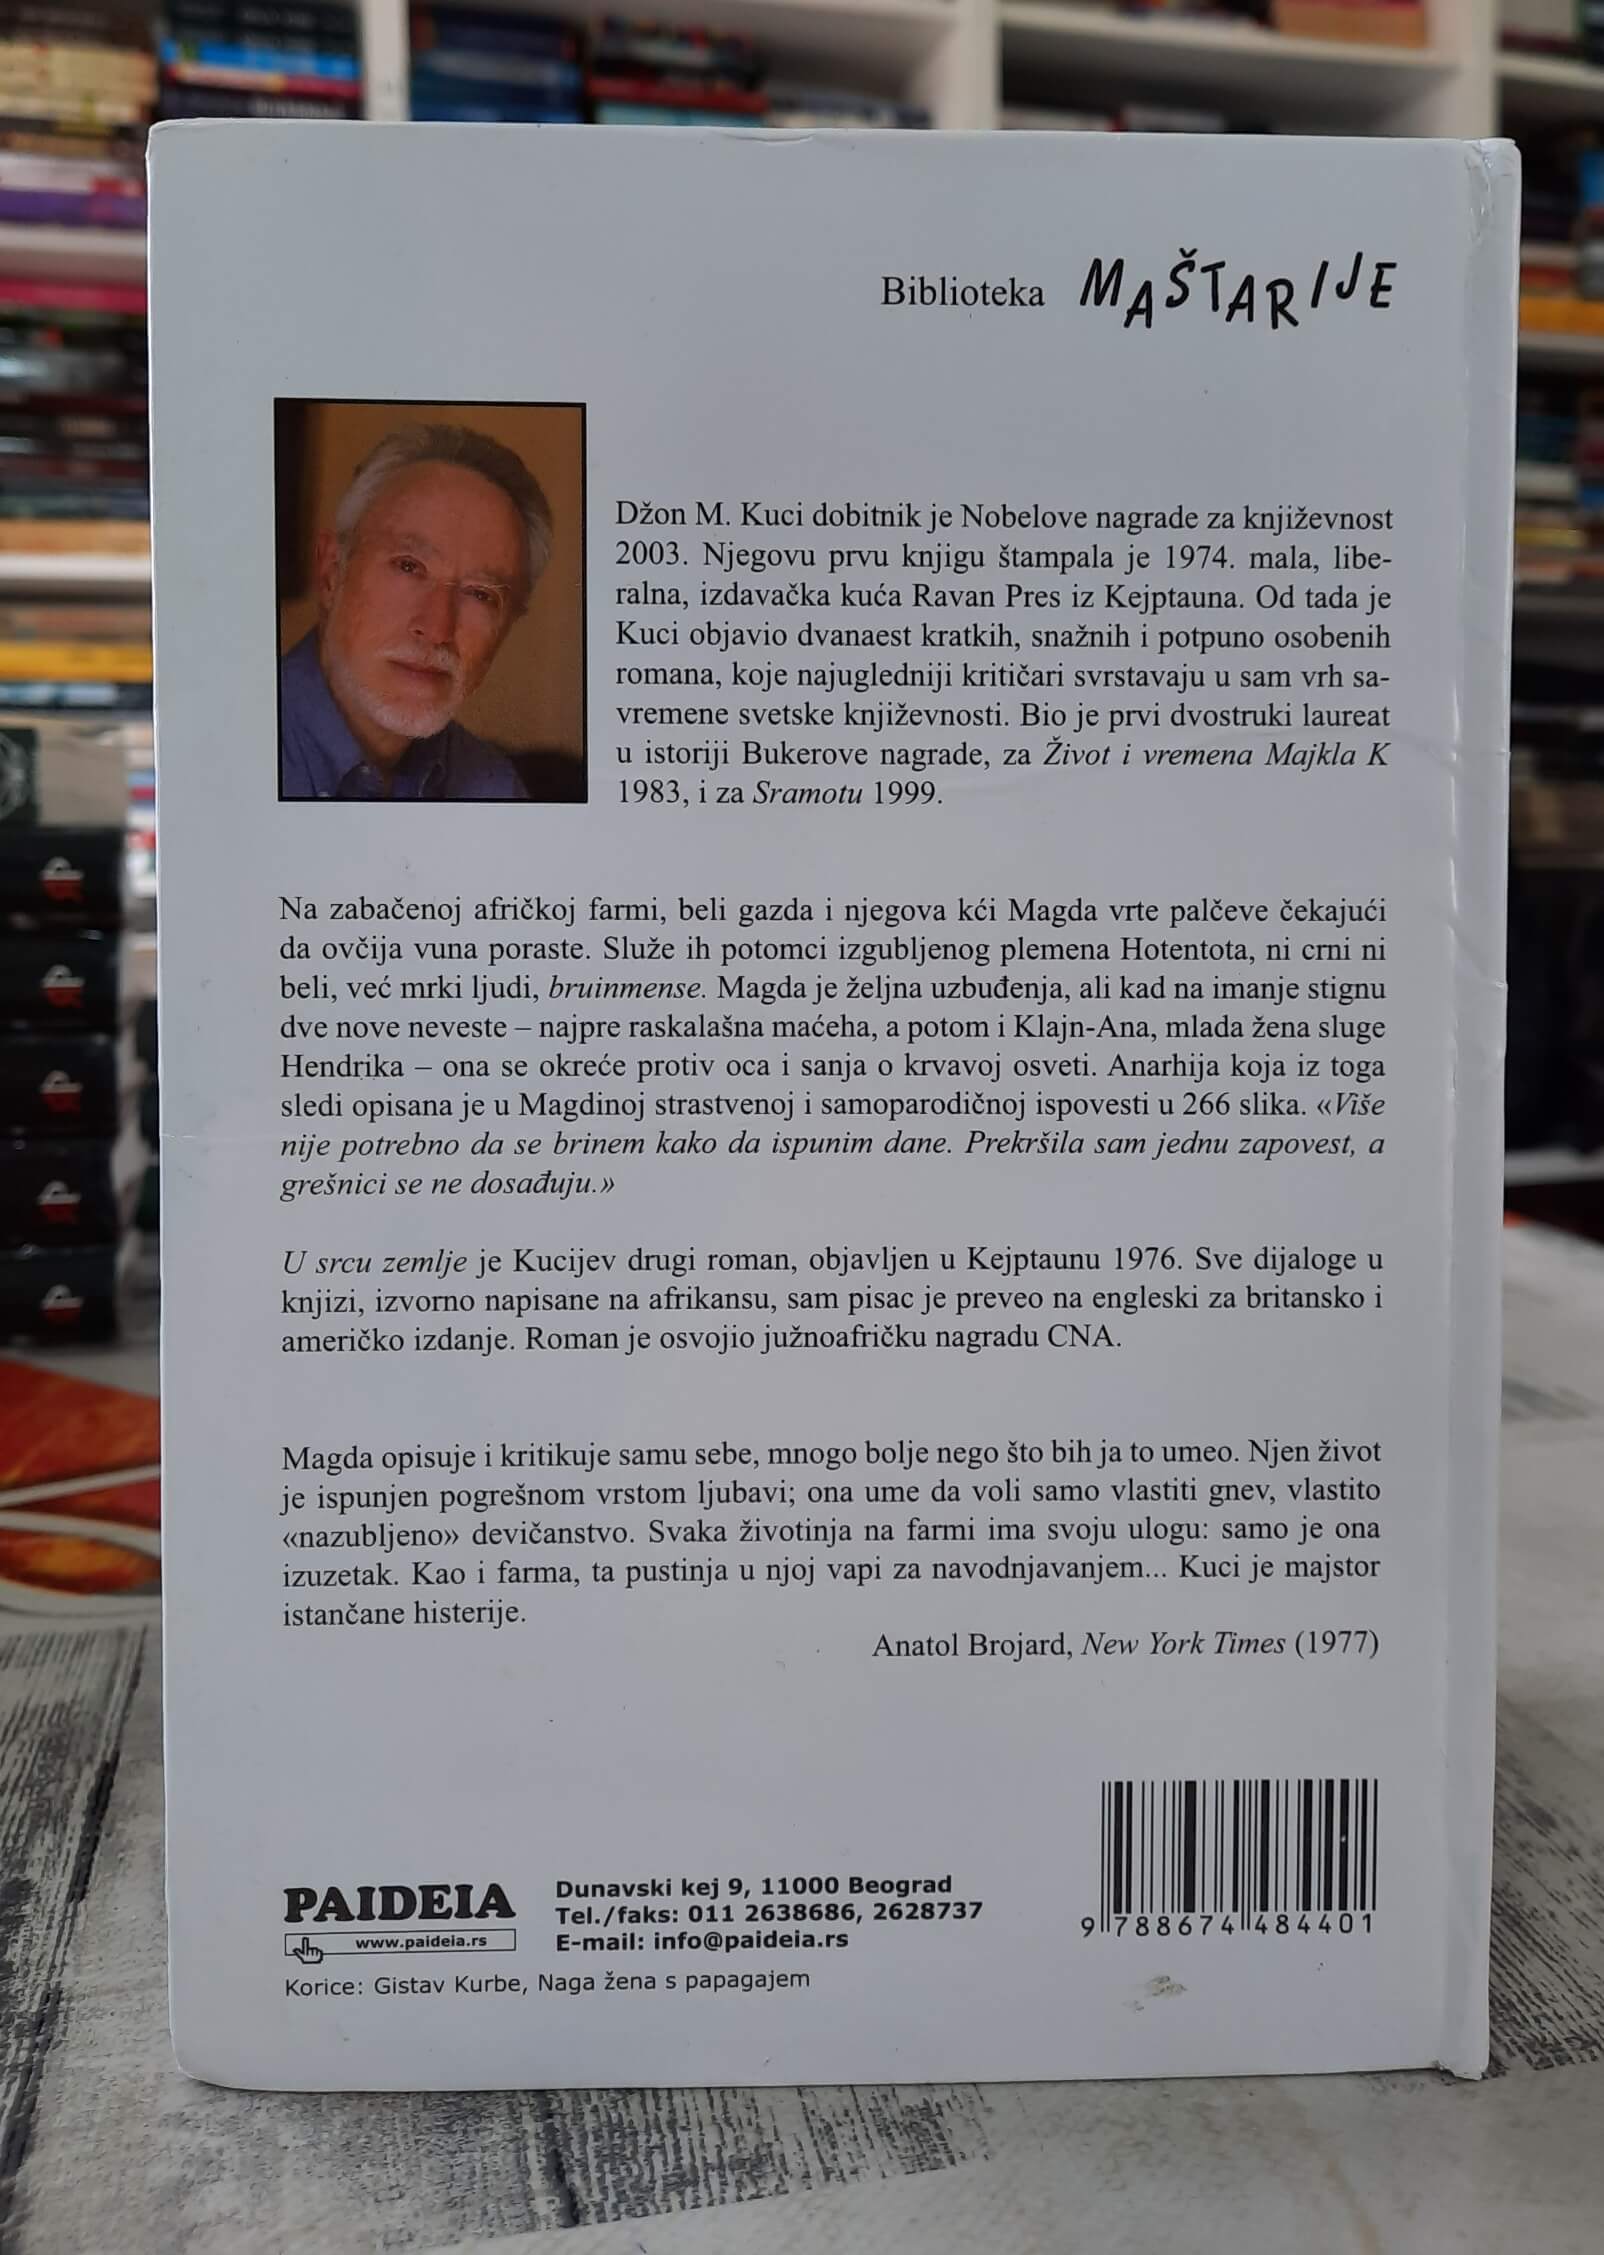 Biblioteka MAŠTARIJE
Džon M. Kuci dobitnik je Nobelove nagrade za književnost
2003. Njegovu prvu knjigu štampala je 1974. mala, libe-
ralna, izdavačka kuća Ravan Pres iz Kejptauna. Od tada je
Kuci objavio dvanaest kratkih, snažnih i potpuno osobenih
romana, koje najugledniji kritičari svrstavaju u sam vrh sa-
vremene svetske književnosti. Bio je prvi dvostruki laureat
u istoriji Bukerove nagrade, za Život i vremena Majkla K
1983, i za Sramotu 1999.
Na zabačenoj afričkoj farmi, beli gazda i njegova kći Magda vrte palčeve čekajući
da ovčija vuna poraste. Služe ih potomci izgubljenog plemena Hotentota, ni crni ni
beli, već mrki ljudi, bruinmense. Magda je željna uzbuđenja, ali kad na imanje stignu
dve nove neveste – najpre raskalašna maćeha, a potom i Klajn-Ana, mlada žena sluge
Hendrika – ona se okreće protiv oca i sanja o krvavoj osveti. Anarhija koja iz toga
sledi opisana je u Magdinoj strastvenoj i samoparodičnoj ispovesti u 266 slika. «Više
nije potrebno da se brinem kako da ispunim dane. Prekršila sam jednu zapovest, a
grešnici se ne dosađuju.»
U srcu zemlje je Kucijev drugi roman, objavljen u Kejptaunu 1976. Sve dijaloge u
knjizi, izvorno napisane na afrikansu, sam pisac je preveo na engleski za britansko i
američko izdanje. Roman je osvojio južnoafričku nagradu CNA.
Magda opisuje i kritikuje samu sebe, mnogo bolje nego što bih ja to umeo. Njen život
je ispunjen pogrešnom vrstom ljubavi; ona ume da voli samo vlastiti gnev, vlastito
«nazubljeno» devičanstvo. Svaka životinja na farmi ima svoju ulogu: samo je ona
izuzetak. Kao i farma, ta pustinja u njoj vapi za navodnjavanjem... Kuci je majstor
istančane histerije.
Anatol Brojard, New York Times (1977)
PAIDEIA
www.paideia.rs
Dunavski kej 9, 11000 Beograd
Tel./faks: 011 2638686, 2628737
E-mail: info@paideia.rs
Korice: Gistav Kurbe, Naga žena s papagajem
9 788674 484401